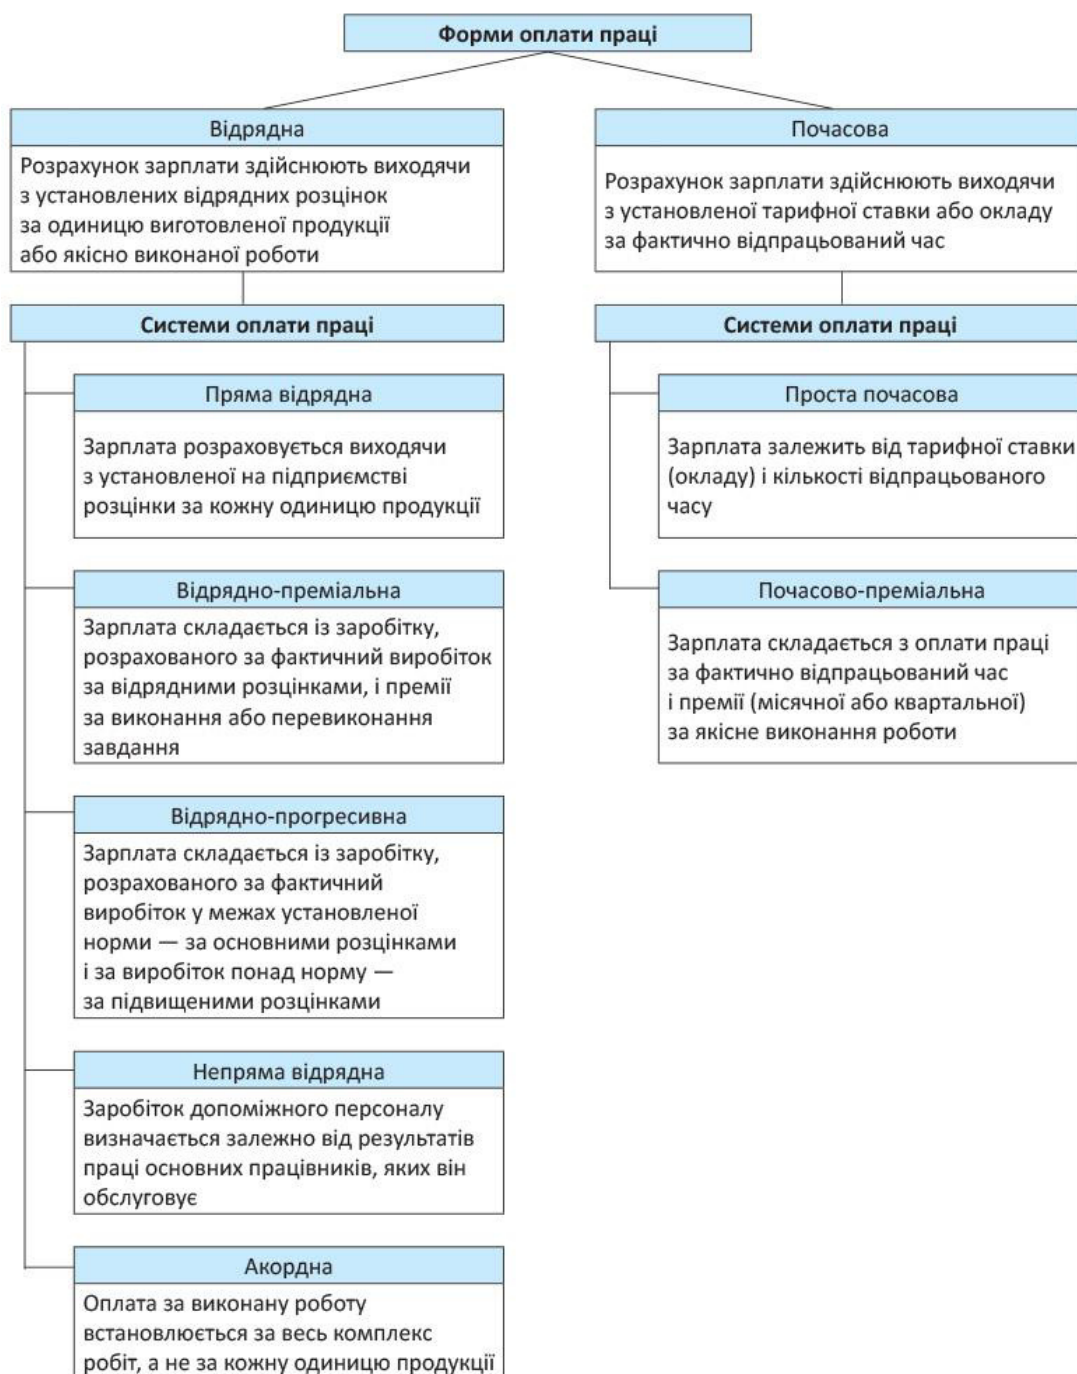 Форми оплати праці
Відрядна
Розрахунок зарплати здійснюють виходячи
з установлених відрядних розцінок
за одиницю виготовленої продукції
або якісно виконаної роботи
Системи оплати праці
Пряма відрядна
Зарплата розраховується виходячи
з установленої на підприємстві
розцінки за кожну одиницю продукції
Відрядно-преміальна
Зарплата складається із заробітку,
розрахованого за фактичний виробіток
за відрядними розцінками, і премії
за виконання або перевиконання
завдання
Відрядно-прогресивна
Зарплата складається із заробітку,
розрахованого за фактичний
виробіток у межах установленої
норми — за основними розцінками
і за виробіток понад норму —
за підвищеними розцінками
Непряма відрядна
Заробіток допоміжного персоналу
визначається залежно від результатів
праці основних працівників, яких він
обслуговує
Акордна
Оплата за виконану роботу
встановлюється за весь комплекс
робіт, а не за кожну одиницю продукції
Почасова
Розрахунок зарплати здійснюють виходячи
з установленої тарифної ставки або окладу
за фактично відпрацьований час
Системи оплати праці
Проста почасова
Зарплата залежить від тарифної ставки
(окладу) і кількості відпрацьованого
часу
Почасово-преміальна
Зарплата складається з оплати праці
за фактично відпрацьований час
і премії (місячної або квартальної)
за якісне виконання роботи